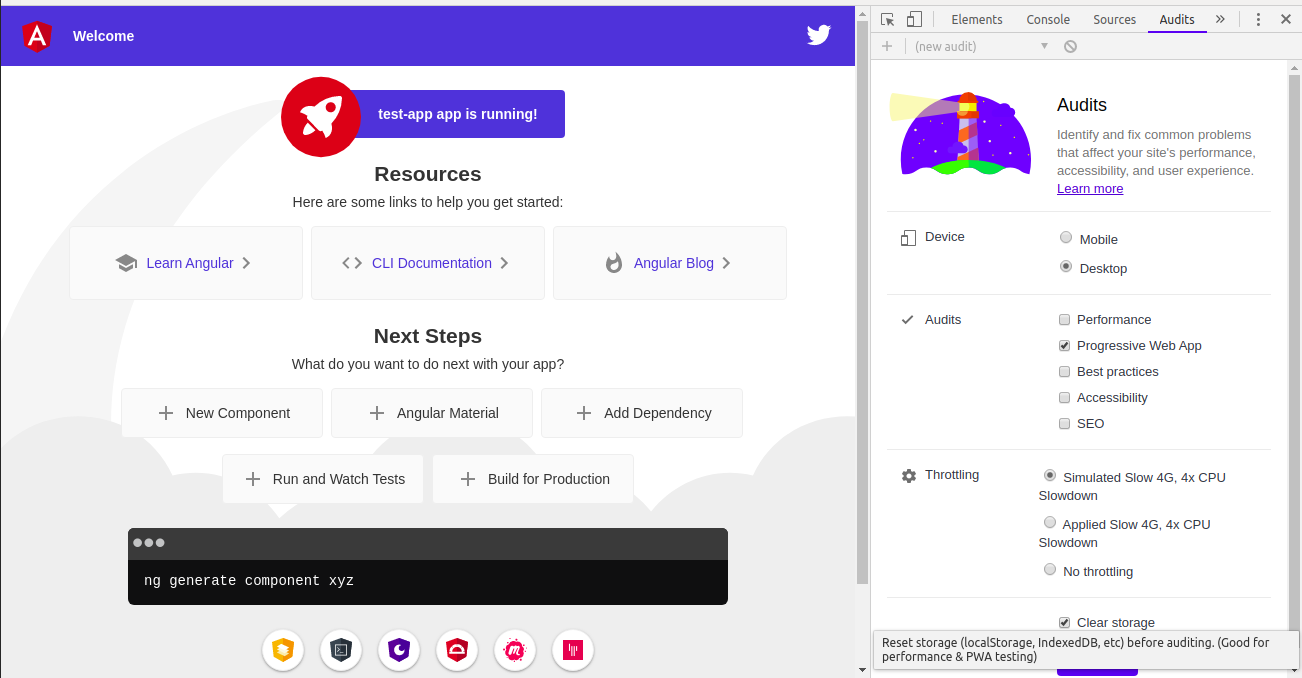 Welcome
test-app app is running!
Resources
Here are some links to help you get started:
Learn Angular
CLI Documentation
Angular Blog
Next Steps
What do you want to do next with your app?
New Component
Angular Material
Add Dependency
Run and Watch Tests
Build for Production
ng generate component xyz
Elements Console Sources Audits
(new audit)
Audits
Identify and fix common problems
that affect your site's performance,
accessibility, and user experience.
Learn more
Device
Mobile
Desktop
Audits
Performance
Progressive Web App
Best practices
Accessibility
SEO
Throttling
Simulated Slow 4G, 4x CPU
Slowdown
Applied Slow 4G, 4x CPU
Slowdown
No throttling
Clear storage
Reset storage (localStorage, IndexedDB, etc) before auditing. (Good for
performance & PWA testing)